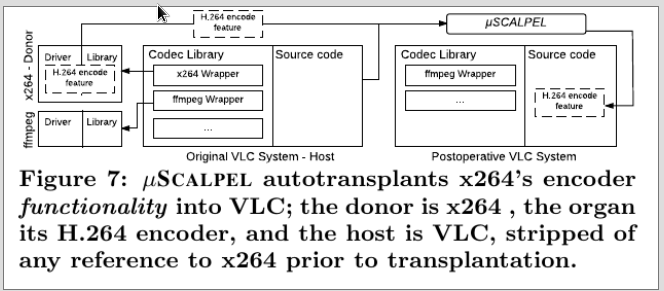 H.264 encode
feature
μSCALPEL
x264 - Donor
Driver Library
H.264 encode
feature
ffmpeg
Driver Library
Codec Library
x264 Wrapper
ffmpeg Wrapper
...
Source code
Original VLC System - Host
Codec Library
ffmpeg Wrapper
...
Source code
H.264 encode
feature
Postoperative VLC System
Figure 7: μSCALPEL autotransplants x264's encoder
functionality into VLC; the donor is x264 , the organ
its H.264 encoder, and the host is VLC, stripped of
any reference to x264 prior to transplantation.